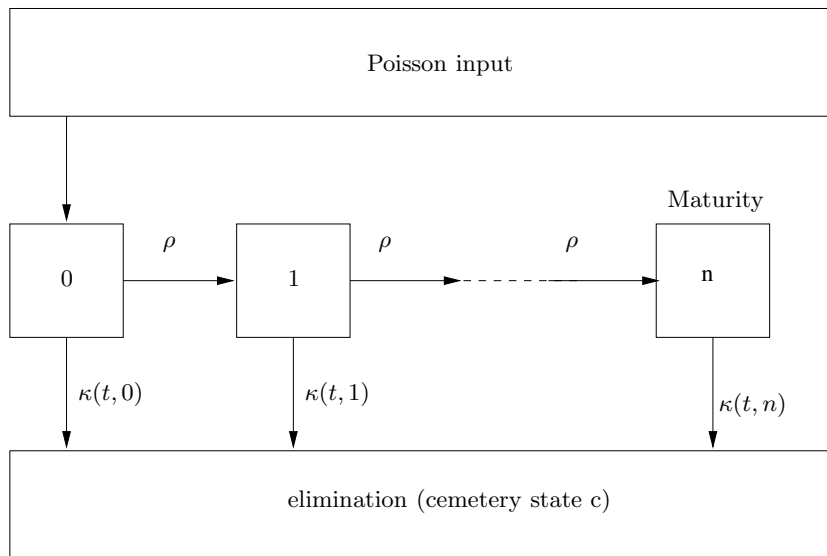 Poisson input
Maturity
ρ ρ ρ
0 1 n
κ(t, 0) κ(t, 1) κ(t, n)
elimination (cemetery state c)